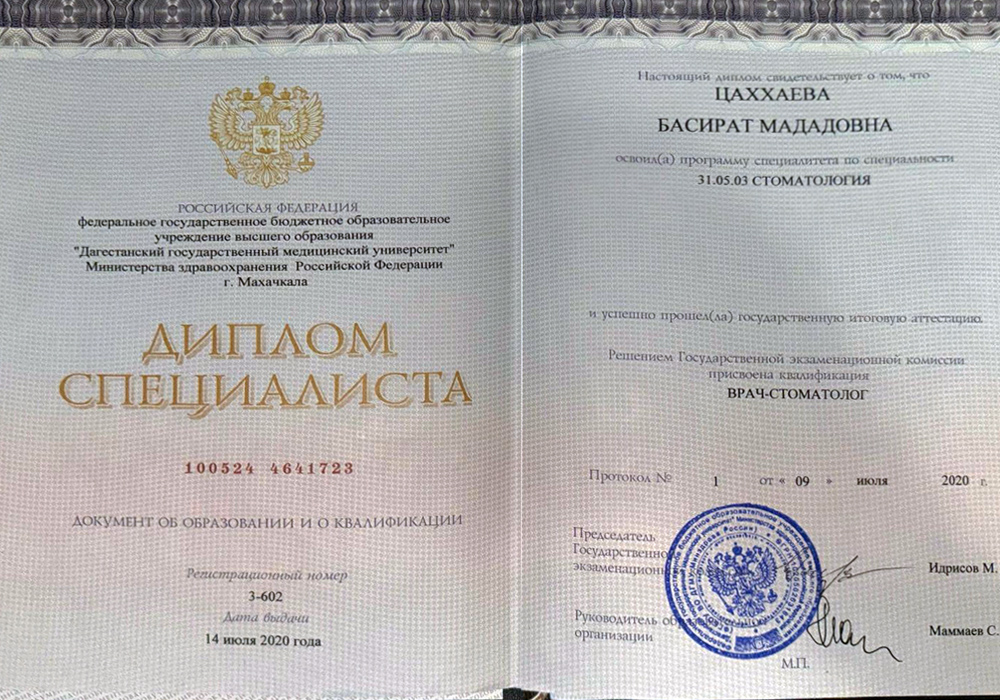 РОССИЙСКАЯ ФЕДЕРАЦИЯ
федеральное государственное бюджетное образовательное
учреждение высшего образования
"Дагестанский государственный медицинский университет"
Министерства здравоохранения Российской Федерации
г. Махачкала
ДИПЛОМ
СПЕЦИАЛИСТА
100524 4641723
ДОКУМЕНТ ОБ ОБРАЗОВАНИИ И О КВАЛИФИКАЦИИ
Регистрационный номер
3-602
Дата выдачи
14 июля 2020 года
Настоящий диплом свидетельствует о том, что
ЦАХХАЕВА
БАСИРАТ МАДАДОВНА
освоил(а) программу специалитета по специальности
31.05.03 СТОМАТОЛОГИЯ
и успешно прошел(ла) государственную итоговую аттестацию.
Решением Государственной экзаменационной комиссии
присвоена квалификация
ВРАЧ-СТОМАТОЛОГ
Протокол № 1 от « 09 » июля 2020 г.
Председатель
Государственно
экзаменацион
Идрисов М.
Руководитель об
организации
Маммаев С.
М.П.